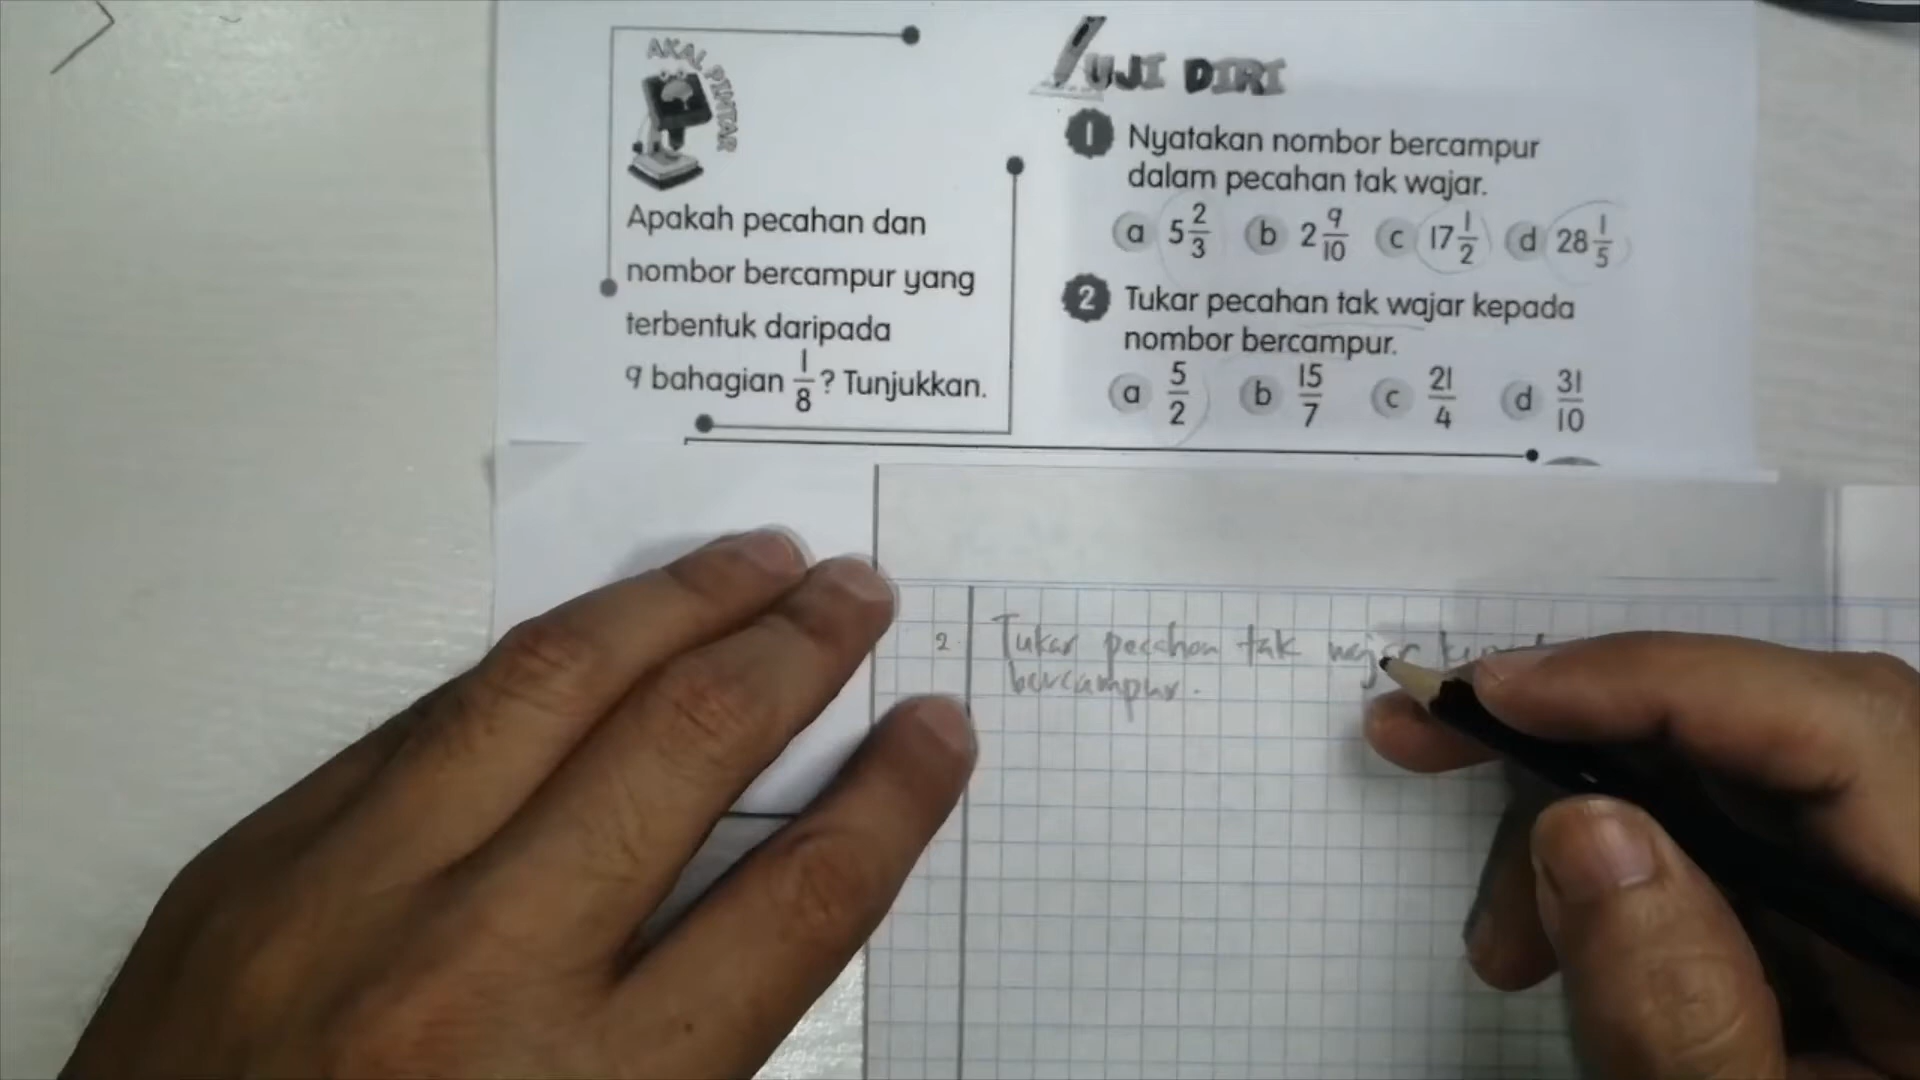 AKAL PINTAR
Apakah pecahan dan
nombor bercampur yang
terbentuk daripada
9 bahagian 1/8? Tunjukkan.
UJI DIRI
1 Nyatakan nombor bercampur
dalam pecahan tak wajar.
a 5 2/3 b 2 9/10 c 17 1/2 d 28 1/5
2 Tukar pecahan tak wajar kepada
nombor bercampur.
a 5/2 b 15/7 c 21/4 d 31/10
2. Tukar pecahan tak wajar
bercampur.